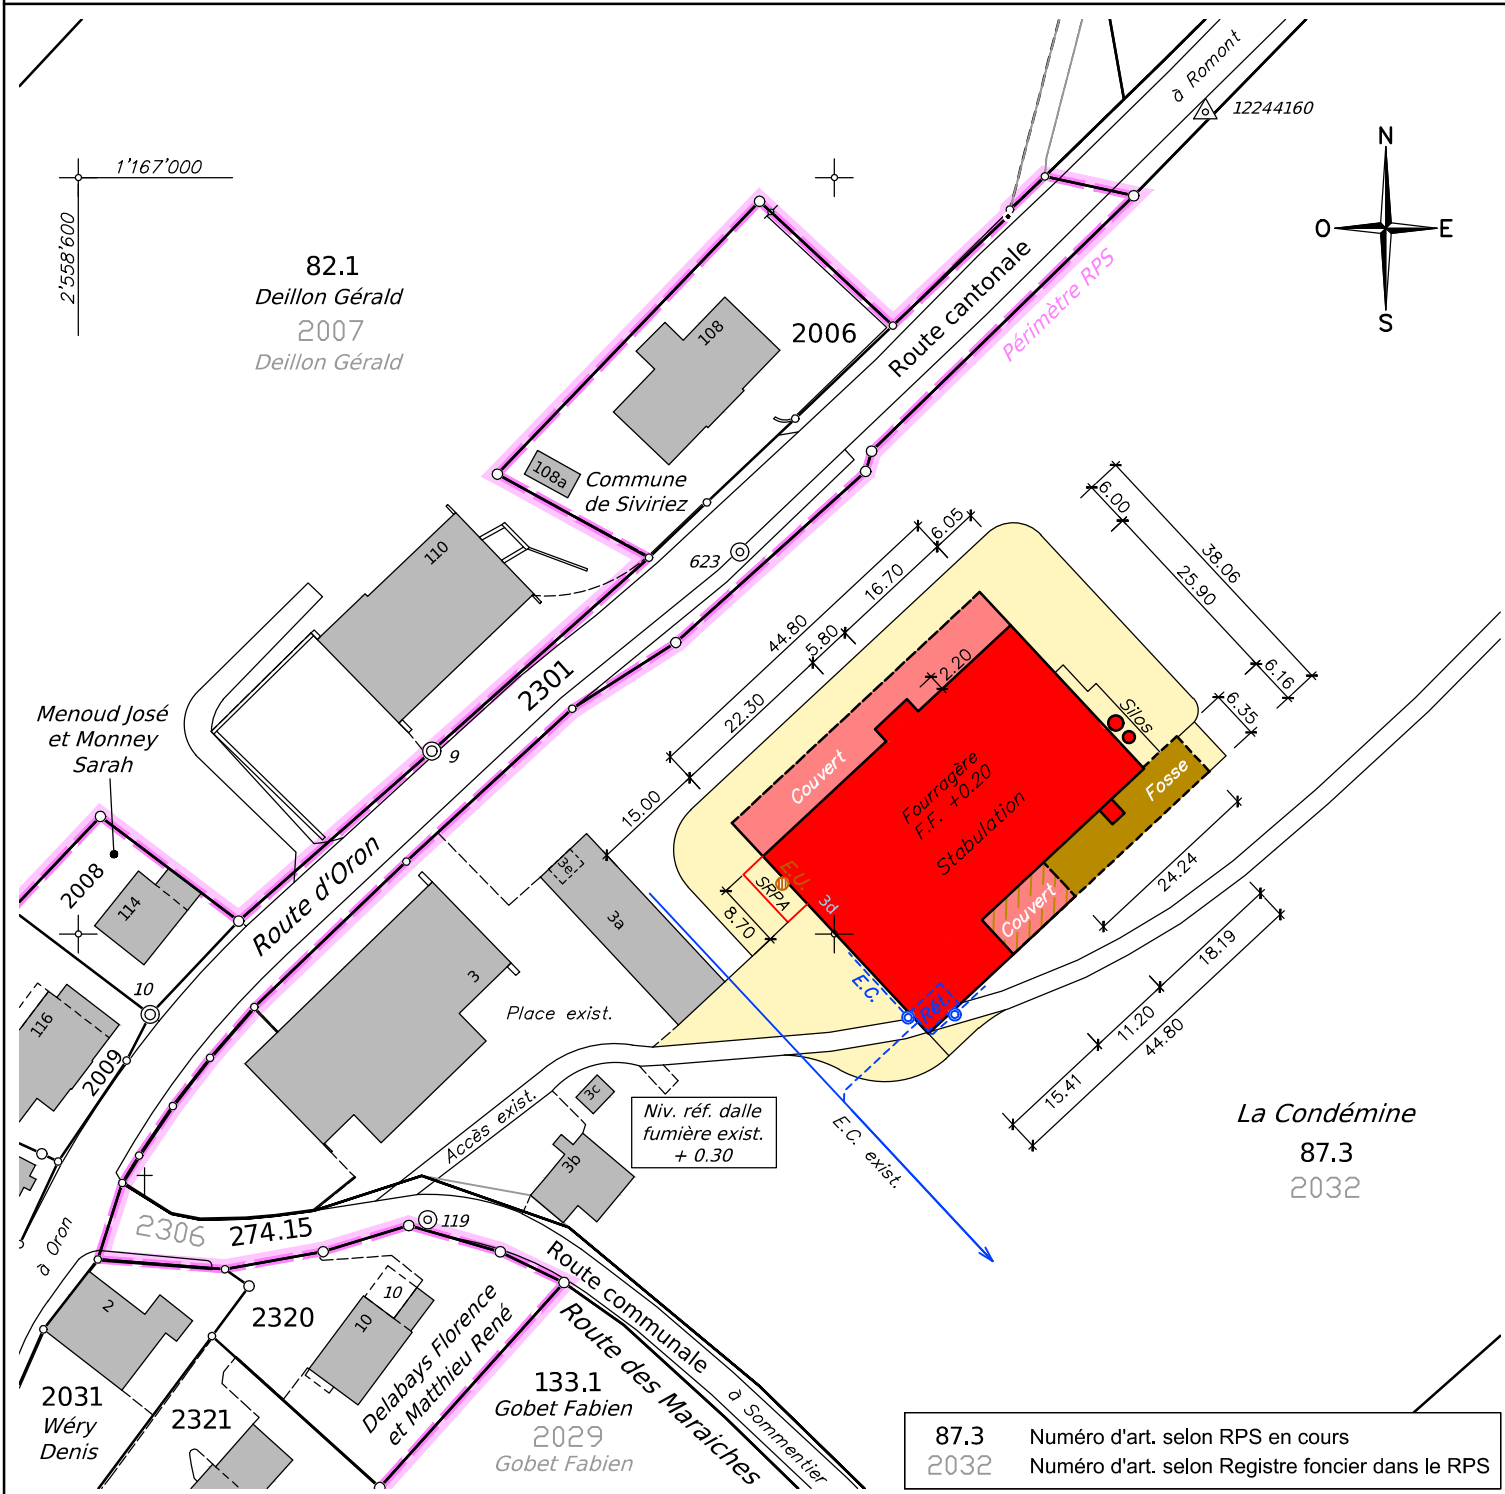 à Romont
12244160
1'167'000
2'558'600
N
O
E
S
82.1
Deillon Gérald
2007
Deillon Gérald
108
2006
Route cantonale
Périmètre RPS
108a
Commune
de Siviriez
110
623
2301
6.05
16.70
44.80
5.80
22.30
15.00
2.20
6.00
38.06
25.90
6.16
6.35
Menoud José
et Monney
Sarah
9
Silos
Couvert
Fourragère
F.F. +0.20
Stabulation
Fosse
2008
114
Route d'Oron
3e
3a
E.U.
SRPA
3d
8.70
Couvert
24.24
18.19
11.20
44.80
15.41
10
116
2009
3
Place exist.
E.C.
Rét.
Accès exist.
3c
3b
Niv. réf. dalle
fumière exist.
+ 0.30
E.C. exist.
La Condémine
87.3
2032
à Oron
2306
274.15
119
2
2320
10
10
Delabays Florence
et Matthieu René
Route communale
Route des Maraiches
à Sommentier
2031
Wéry
Denis
2321
133.1
Gobet Fabien
2029
Gobet Fabien
87.3 Numéro d'art. selon RPS en cours
2032 Numéro d'art. selon Registre foncier dans le RPS